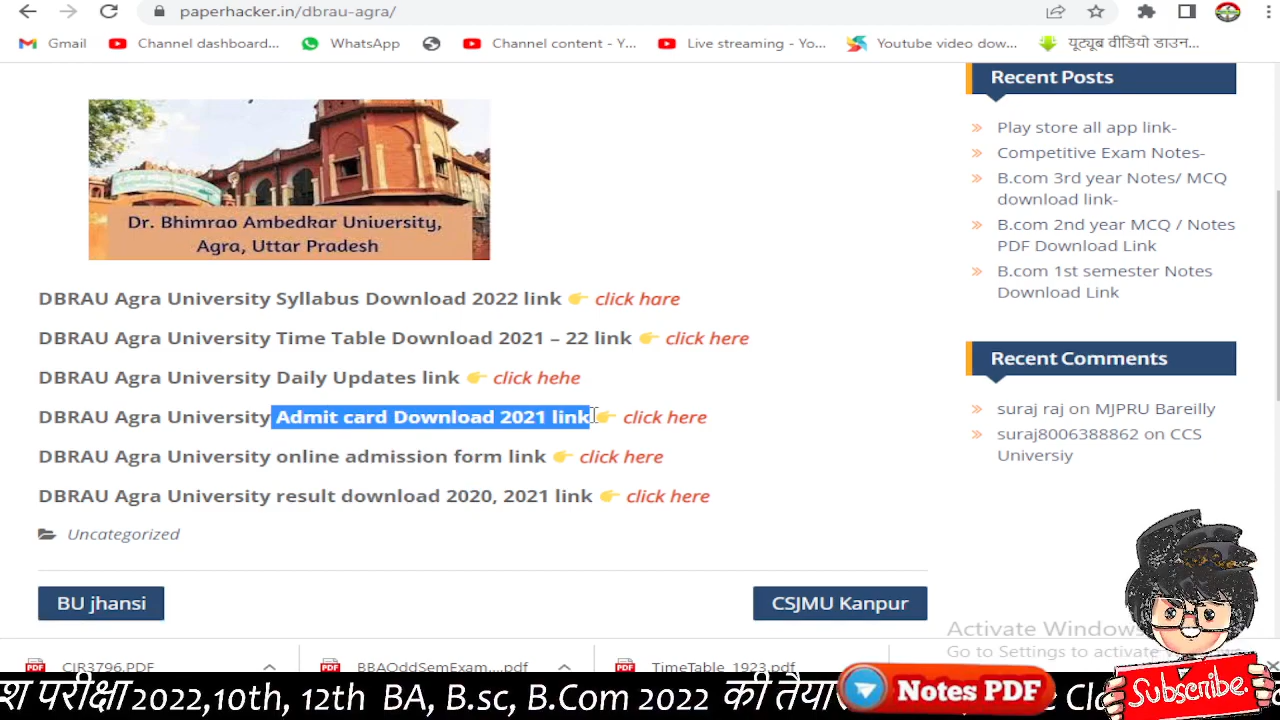 paperhacker.in/dbrau-agra/
Gmail
Channel dashboard...
WhatsApp
Channel content - Y...
Live streaming - Yo...
Youtube video dow...
यूट्यूब वीडियो डाउन...
Dr. Bhimrao Ambedkar University,
Agra, Uttar Pradesh
DBRAU Agra University Syllabus Download 2022 link 👉 click hare
DBRAU Agra University Time Table Download 2021 – 22 link 👉 click here
DBRAU Agra University Daily Updates link 👉 click hehe
DBRAU Agra University Admit card Download 2021 link 👉 click here
DBRAU Agra University online admission form link 👉 click here
DBRAU Agra University result download 2020, 2021 link 👉 click here
Uncategorized
BU jhansi
CSJMU Kanpur
Recent Posts
Play store all app link-
Competitive Exam Notes-
B.com 3rd year Notes/ MCQ
download link-
B.com 2nd year MCQ / Notes
PDF Download Link
B.com 1st semester Notes
Download Link
Recent Comments
suraj raj on MJPRU Bareilly
suraj8006388862 on CCS
Universiy
Activate Windows
Go to Settings to activate
CJR3796.PDF
BBAOddSemesam....pdf
TimeTable_1923.pdf
परीक्षा 2022,10th, 12th BA, B.sc, B.Com 2022 की
Notes PDF
Subscribe.